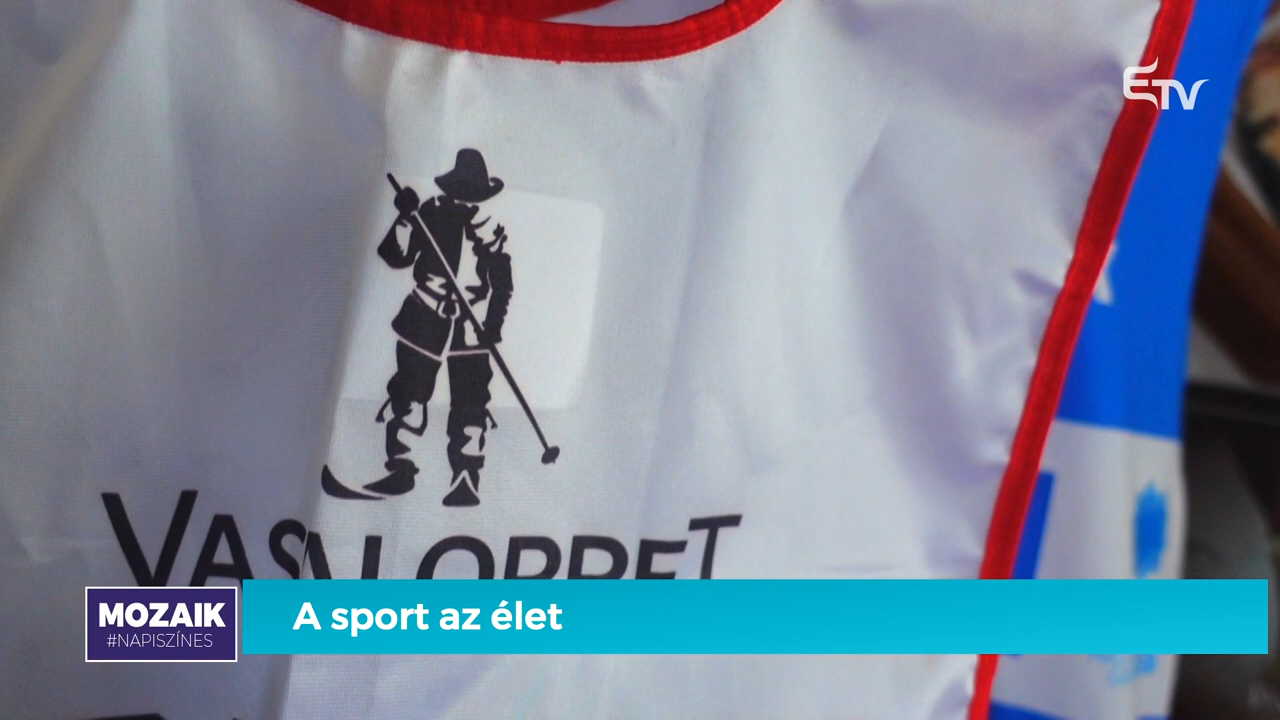 ETV
VASALOPPET
A sport az élet
MOZAIK
#NAPISZÍNES